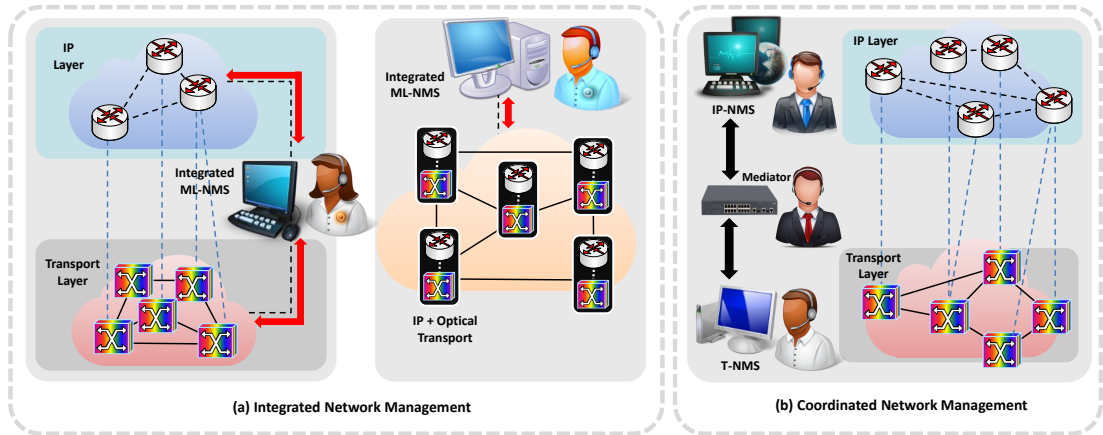 IP
Layer
Integrated
ML-NMS
Transport
Layer
Integrated
ML-NMS
IP + Optical
Transport
(a) Integrated Network Management
IP Layer
IP-NMS
Mediator
Transport
Layer
T-NMS
(b) Coordinated Network Management